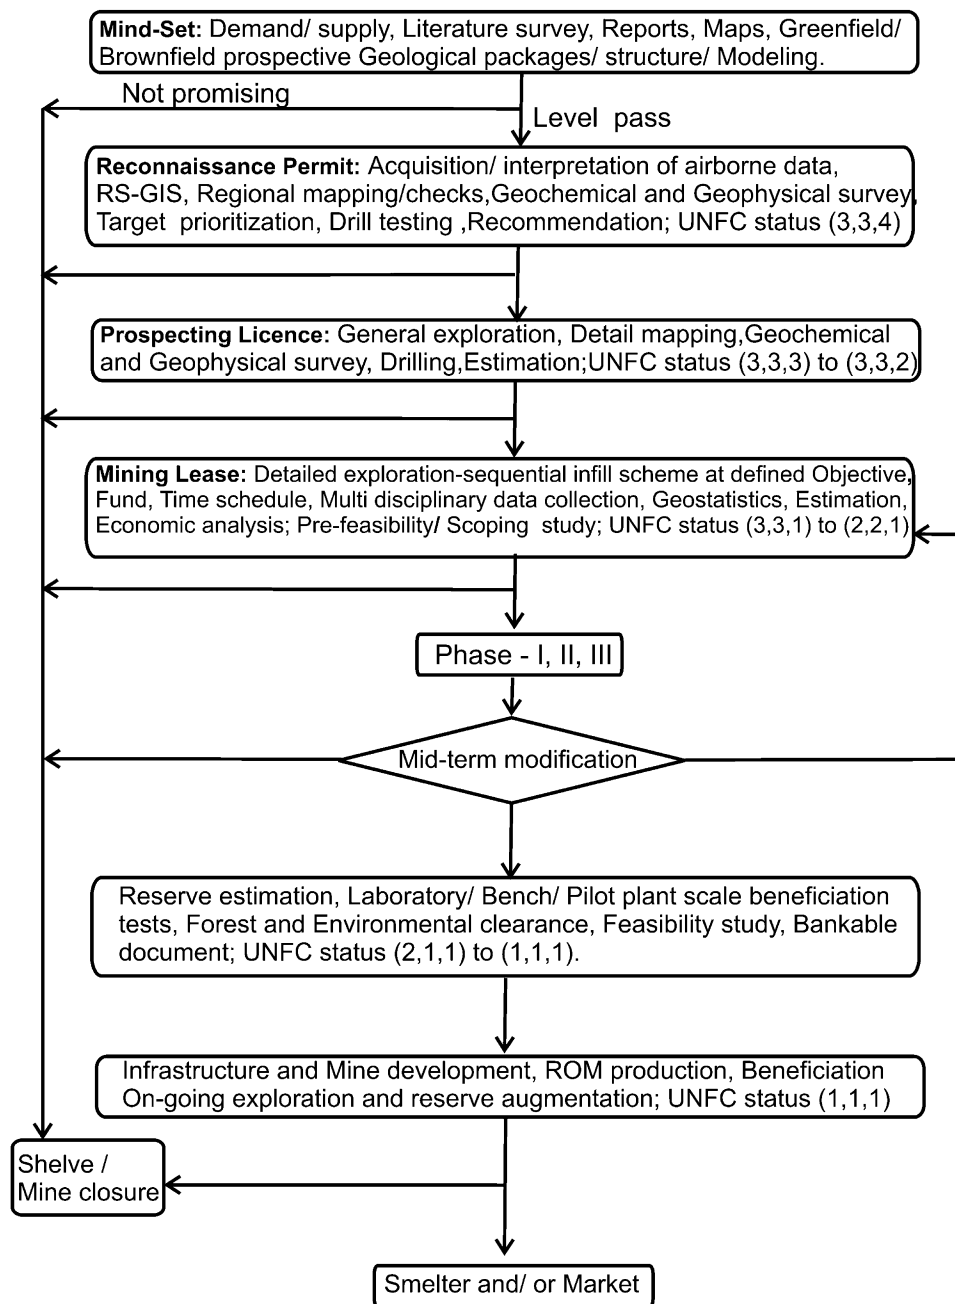 Mind-Set: Demand/ supply, Literature survey, Reports, Maps, Greenfield/
Brownfield prospective Geological packages/ structure/ Modeling.
Not promising
Level pass
Reconnaissance Permit: Acquisition/ interpretation of airborne data,
RS-GIS, Regional mapping/checks,Geochemical and Geophysical survey,
Target prioritization, Drill testing ,Recommendation; UNFC status (3,3,4)
Prospecting Licence: General exploration, Detail mapping,Geochemical
and Geophysical survey, Drilling,Estimation;UNFC status (3,3,3) to (3,3,2)
Mining Lease: Detailed exploration-sequential infill scheme at defined Objective,
Fund, Time schedule, Multi disciplinary data collection, Geostatistics, Estimation,
Economic analysis; Pre-feasibility/ Scoping study; UNFC status (3,3,1) to (2,2,1)
Phase - I, II, III
Mid-term modification
Reserve estimation, Laboratory/ Bench/ Pilot plant scale beneficiation
tests, Forest and Environmental clearance, Feasibility study, Bankable
document; UNFC status (2,1,1) to (1,1,1).
Infrastructure and Mine development, ROM production, Beneficiation
On-going exploration and reserve augmentation; UNFC status (1,1,1)
Shelve /
Mine closure
Smelter and/ or Market